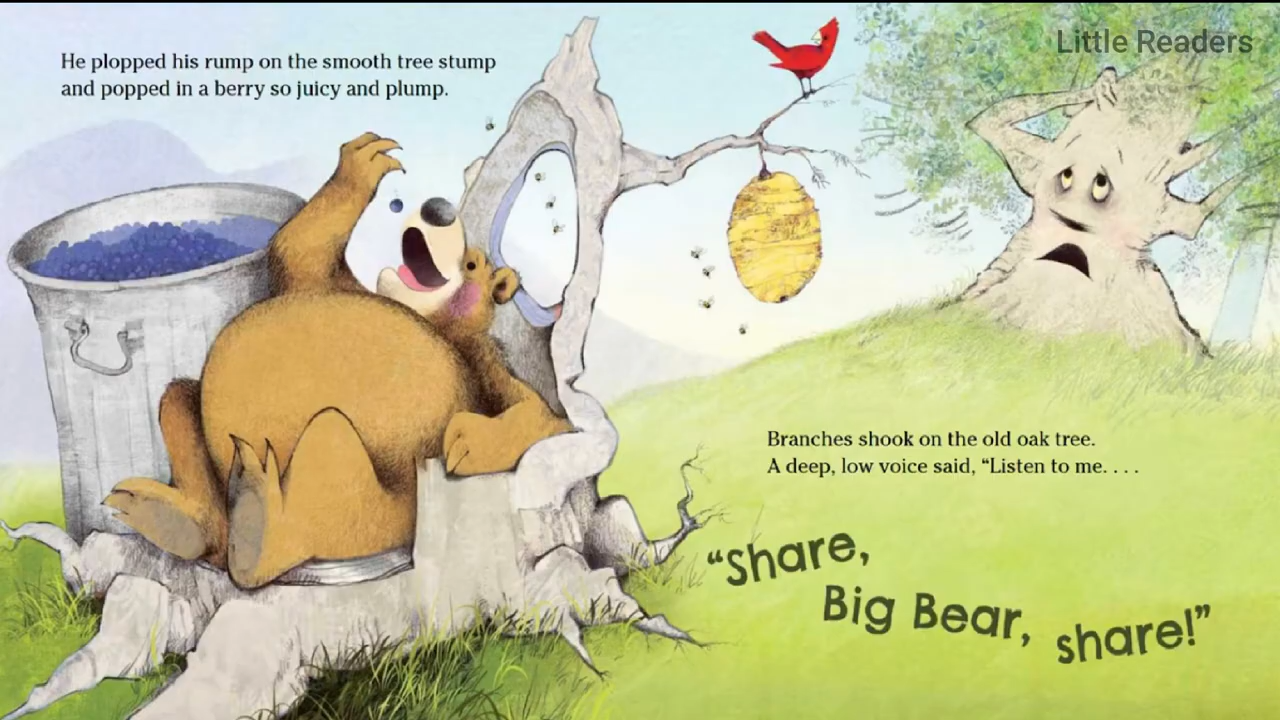 Little Readers
He plopped his rump on the smooth tree stump
and popped in a berry so juicy and plump.
Branches shook on the old oak tree.
A deep, low voice said, “Listen to me. . . .
“Share,
Big Bear,
share!”